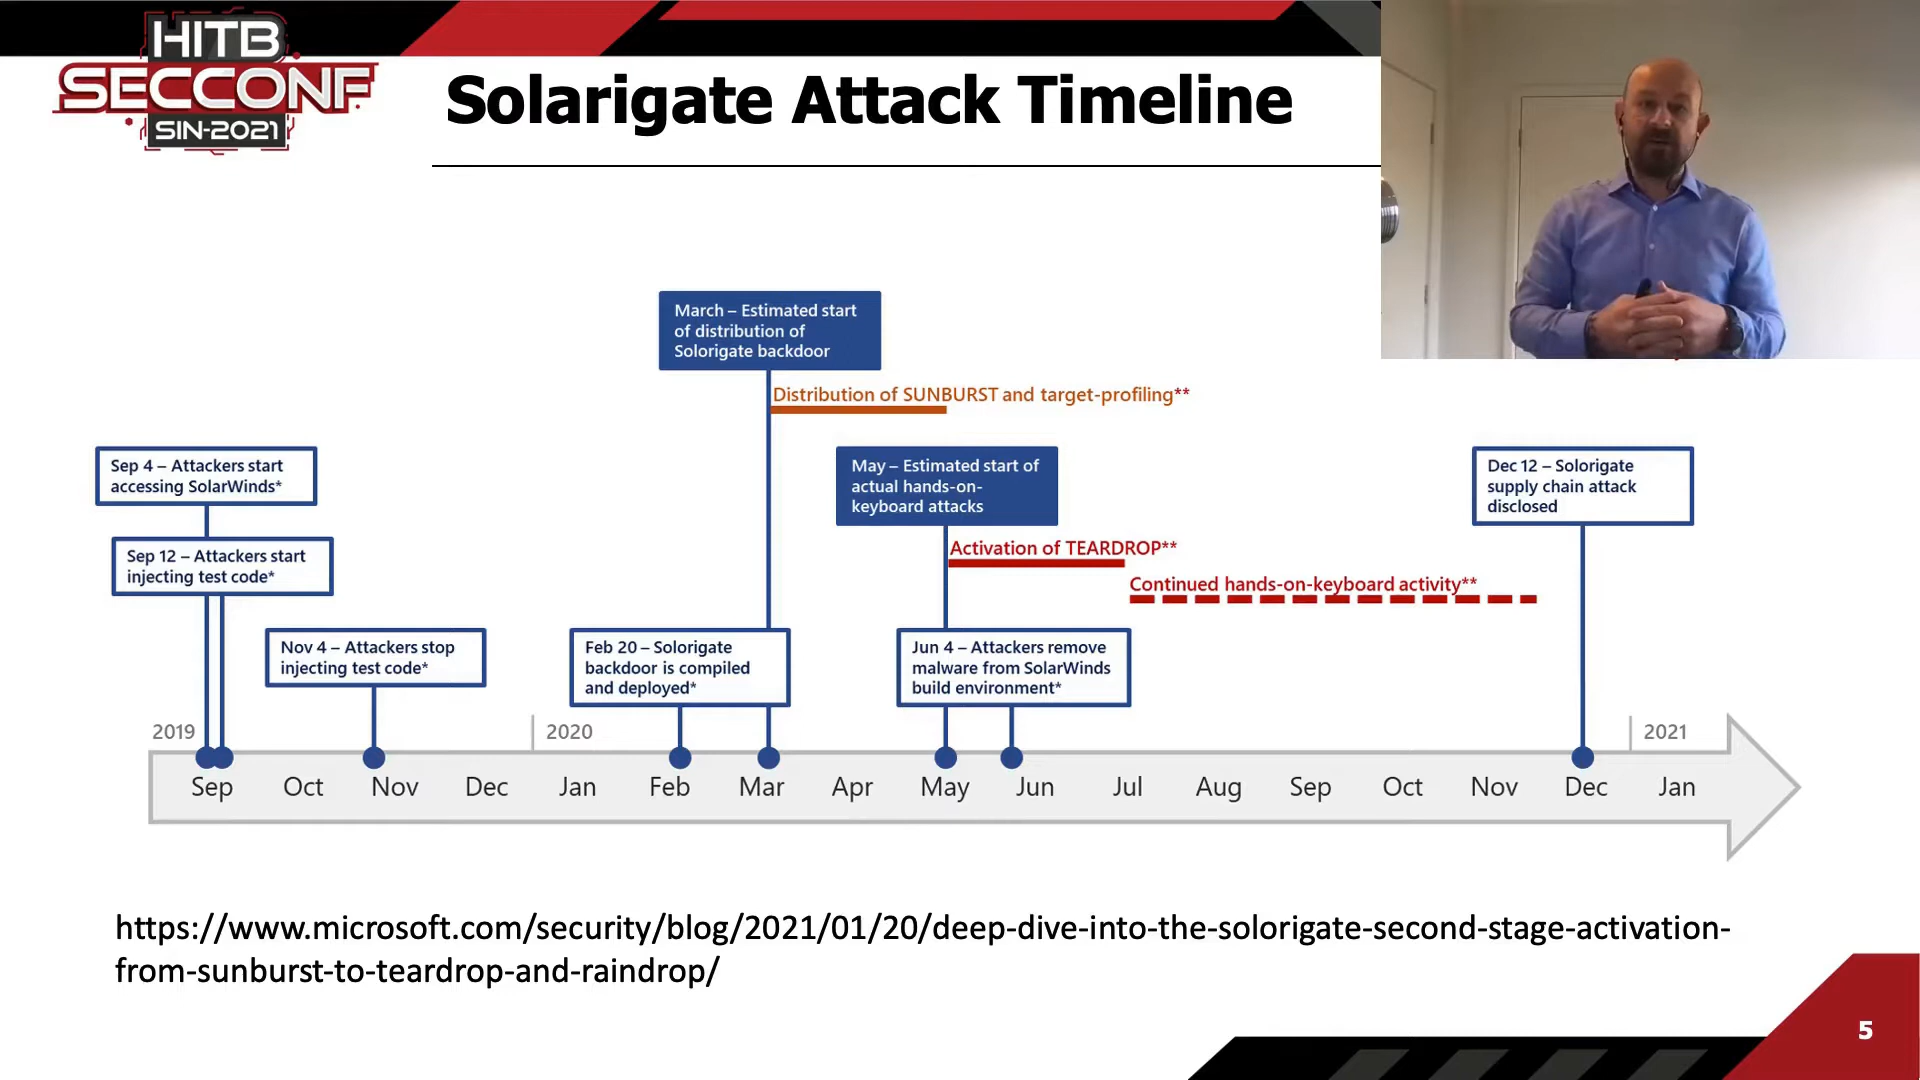 HITB
SECCONF
SIN-2021
Solarigate Attack Timeline
March – Estimated start
of distribution of
Solorigate backdoor
Distribution of SUNBURST and target-profiling**
Sep 4 – Attackers start
accessing SolarWinds*
May – Estimated start of
actual hands-on-
keyboard attacks
Dec 12 – Solorigate
supply chain attack
disclosed
Sep 12 – Attackers start
injecting test code*
Activation of TEARDROP**
Continued hands-on-keyboard activity**
Nov 4 – Attackers stop
injecting test code*
Feb 20 – Solorigate
backdoor is compiled
and deployed*
Jun 4 – Attackers remove
malware from SolarWinds
build environment*
2019
2020
2021
Sep Oct Nov Dec Jan Feb Mar Apr May Jun Jul Aug Sep Oct Nov Dec Jan
https://www.microsoft.com/security/blog/2021/01/20/deep-dive-into-the-solorigate-second-stage-activation-
from-sunburst-to-teardrop-and-raindrop/
5